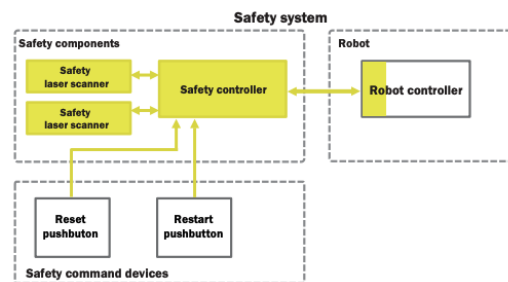 Safety system
Safety components
Robot
Safety
laser scanner
Safety controller
Robot controller
Safety
laser scanner
Reset
pushbuton
Restart
pushbutton
Safety command devices